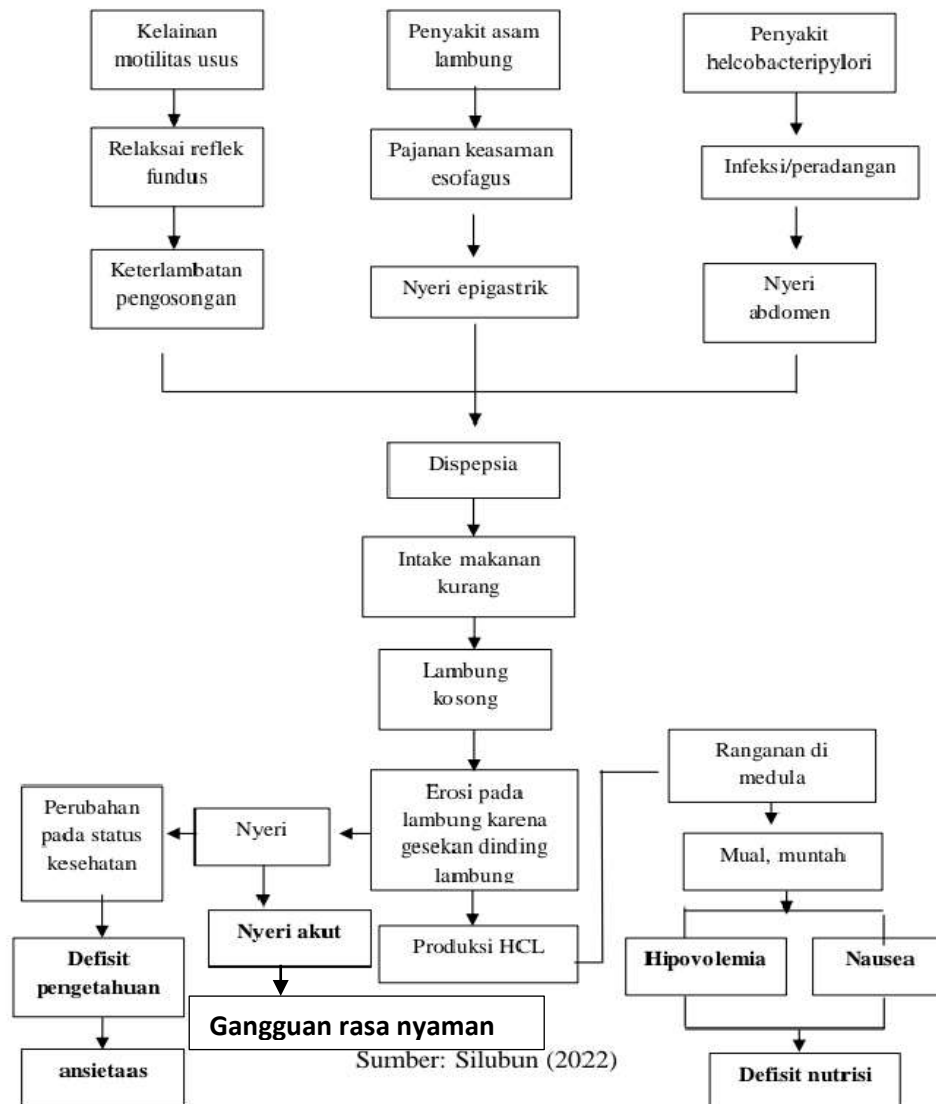 Kelainan
motilitas usus
Penyakit asam
lambung
Penyakit
helcobacteripylori
Relaksai reflek
fundus
Pajanan keasaman
esofagus
Infeksi/peradangan
Keterlambatan
pengosongan
Nyeri epigastrik
Nyeri
abdomen
Dispepsia
Intake makanan
kurang
Lambung
kosong
Ranganan di
medula
Perubahan
pada status
kesehatan
Nyeri
Erosi pada
lambung karena
gesekan dinding
lambung
Mual, muntah
Nyeri akut
Produksi HCL
Defisit
pengetahuan
Hipovolemia
Nausea
Gangguan rasa nyaman
ansietaas
Sumber: Silubun (2022)
Defisit nutrisi